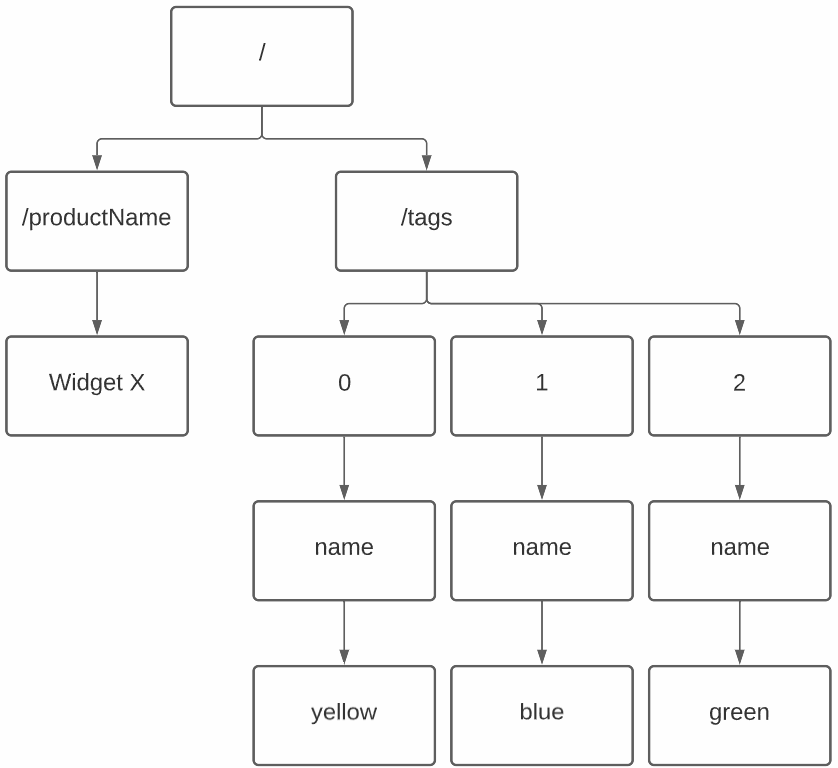 /
/productName
/tags
Widget X
0
1
2
name
name
name
yellow
blue
green